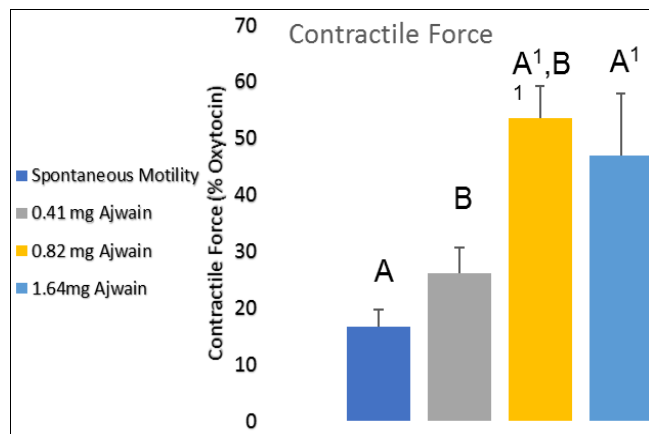 Contractile Force
Contractile Force (% Oxytocin)
70
60
50
40
30
20
10
0
Spontaneous Motility
0.41 mg Ajwain
0.82 mg Ajwain
1.64mg Ajwain
A
B
A¹,B
1
A¹